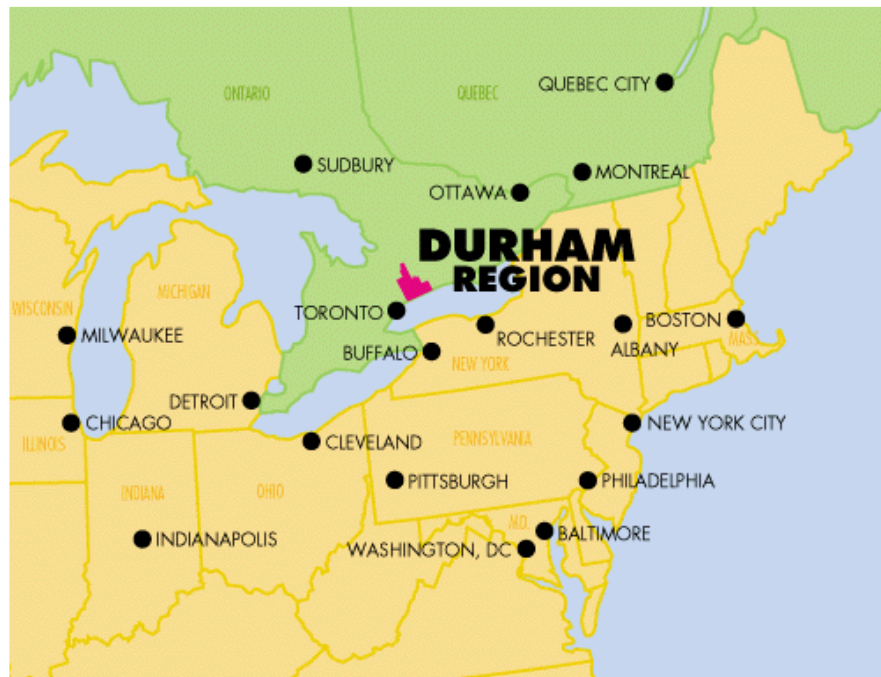 QUEBEC CITY
ONTARIO
QUEBEC
SUDBURY
MONTREAL
OTTAWA
DURHAM
REGION
MICHIGAN
WISCONSIN
TORONTO
BOSTON
MILWAUKEE
ROCHESTER
MASS
ALBANY
BUFFALO
NEW YORK
DETROIT
CHICAGO
NEW YORK CITY
ILLINOIS
CLEVELAND
PENNSYLVANIA
PITTSBURGH
PHILADELPHIA
INDIANA
OHIO
M.D.
BALTIMORE
INDIANAPOLIS
WASHINGTON, DC